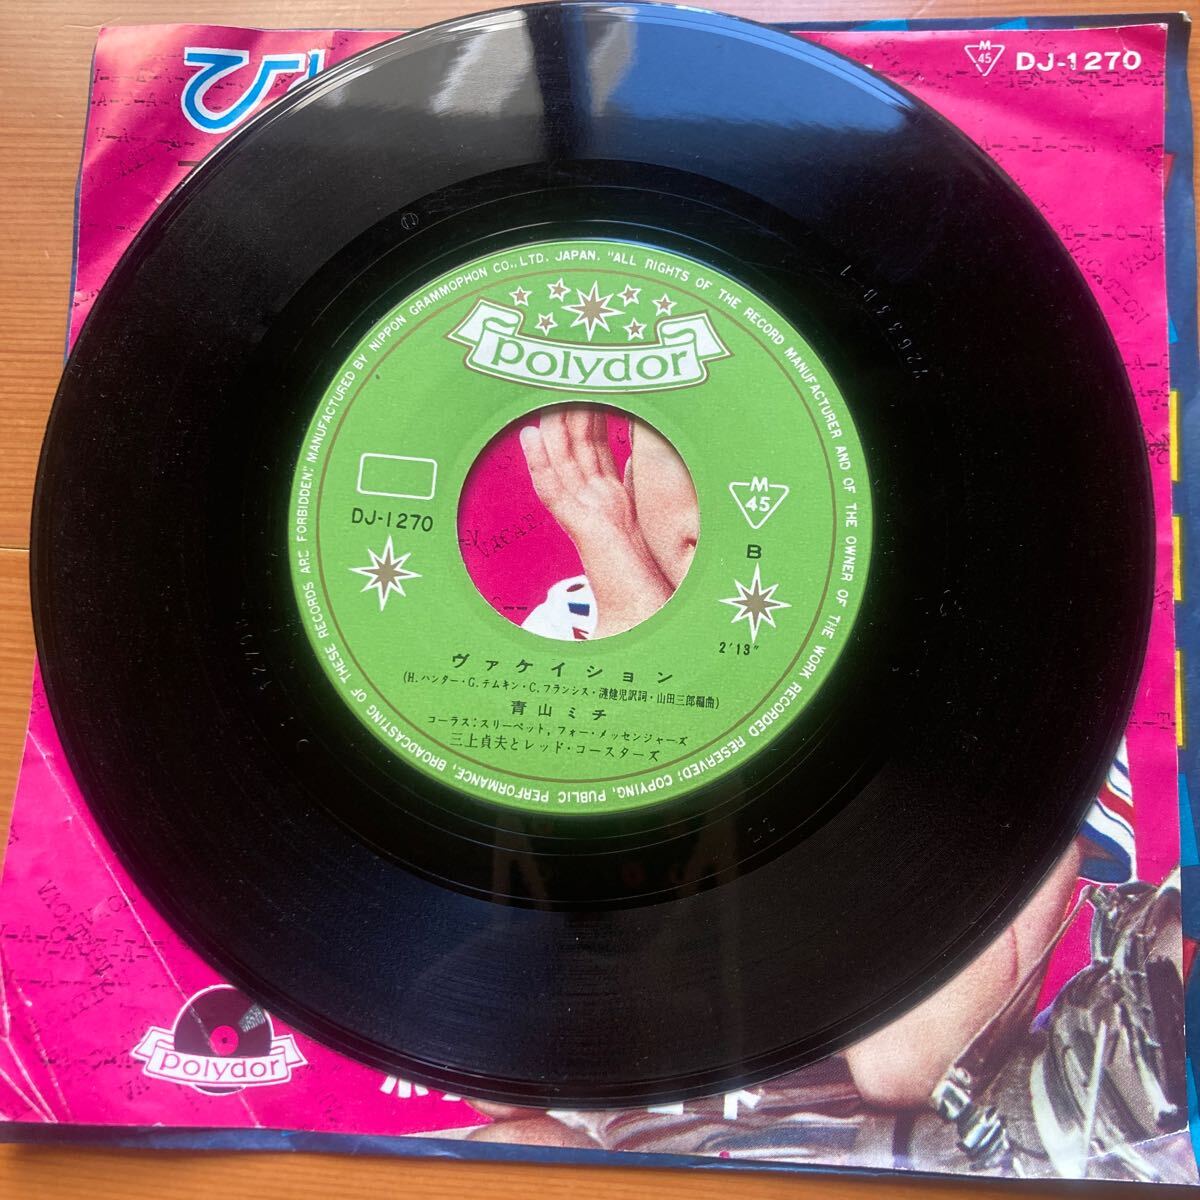 ひ
M
45
DJ-1270
MANUFACTURED BY NIPPON GRAMMOPHON CO., LTD. JAPAN. "ALL RIGHTS OF THE RECORD MANUFACTURER AND OF THE OWNER OF THE WORK RECORDED RESERVED; COPYING, PUBLIC PERFORMANCE, BROADCASTING OF THESE RECORDS ARE FORBIDDEN;"
polydor
DJ-1270
M
45
B
2'13"
ヴァケイション
(H.ハンター・G.テムキン・C.フランシス・漣健児訳詞・山田三郎編曲)
青山ミチ
コーラス:スリーペット,フォー・メッセンジャーズ
三上貞夫とレッド・コースターズ
VACATION
polydor